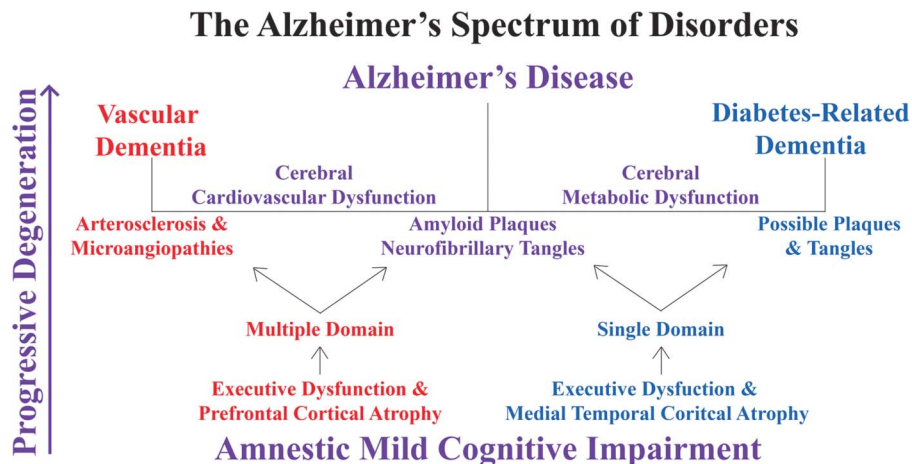 The Alzheimer's Spectrum of Disorders
Alzheimer's Disease
Progressive Degeneration
Vascular
Dementia
Diabetes-Related
Dementia
Cerebral
Cardiovascular Dysfunction
Cerebral
Metabolic Dysfunction
Arterosclerosis &
Microangiopathies
Amyloid Plaques
Neurofibrillary Tangles
Possible Plaques
& Tangles
Multiple Domain
Single Domain
Executive Dysfunction &
Prefrontal Cortical Atrophy
Executive Dysfuction &
Medial Temporal Coritcal Atrophy
Amnestic Mild Cognitive Impairment